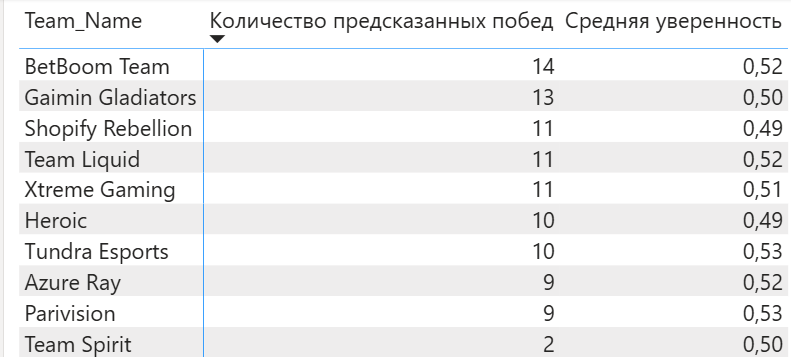 Team_Name Количество предсказанных побед Средняя уверенность
BetBoom Team 14 0,52
Gaimin Gladiators 13 0,50
Shopify Rebellion 11 0,49
Team Liquid 11 0,52
Xtreme Gaming 11 0,51
Heroic 10 0,49
Tundra Esports 10 0,53
Azure Ray 9 0,52
Parivision 9 0,53
Team Spirit 2 0,50